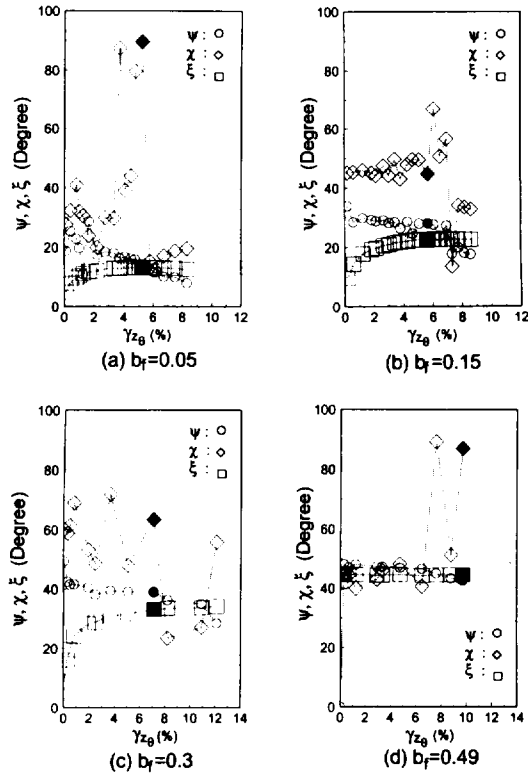 100
80
60
40
20
0
ψ, χ, ξ (Degree)
ψ : ○
χ : ◇
ξ : □
0 2 4 6 8 10 12
γzθ (%)
(a) bf=0.05
100
80
60
40
20
0
ψ, χ, ξ (Degree)
ψ : ○
χ : ◇
ξ : □
0 2 4 6 8 10 12
γzθ (%)
(b) bf=0.15
100
80
60
40
20
0
ψ, χ, ξ (Degree)
ψ : ○
χ : ◇
ξ : □
0 2 4 6 8 10 12 14
γzθ (%)
(c) bf=0.3
100
80
60
40
20
0
ψ, χ, ξ (Degree)
ψ : ○
χ : ◇
ξ : □
0 2 4 6 8 10 12 14
γzθ (%)
(d) bf=0.49